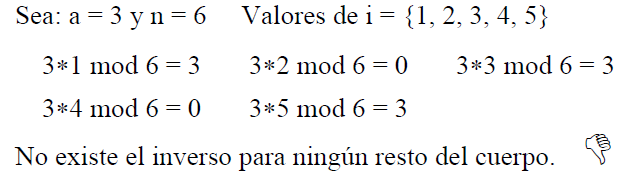 Sea: a = 3 y n = 6 Valores de i = {1, 2, 3, 4, 5}
3*1 mod 6 = 3 3*2 mod 6 = 0 3*3 mod 6 = 3
3*4 mod 6 = 0 3*5 mod 6 = 3
No existe el inverso para ningún resto del cuerpo.